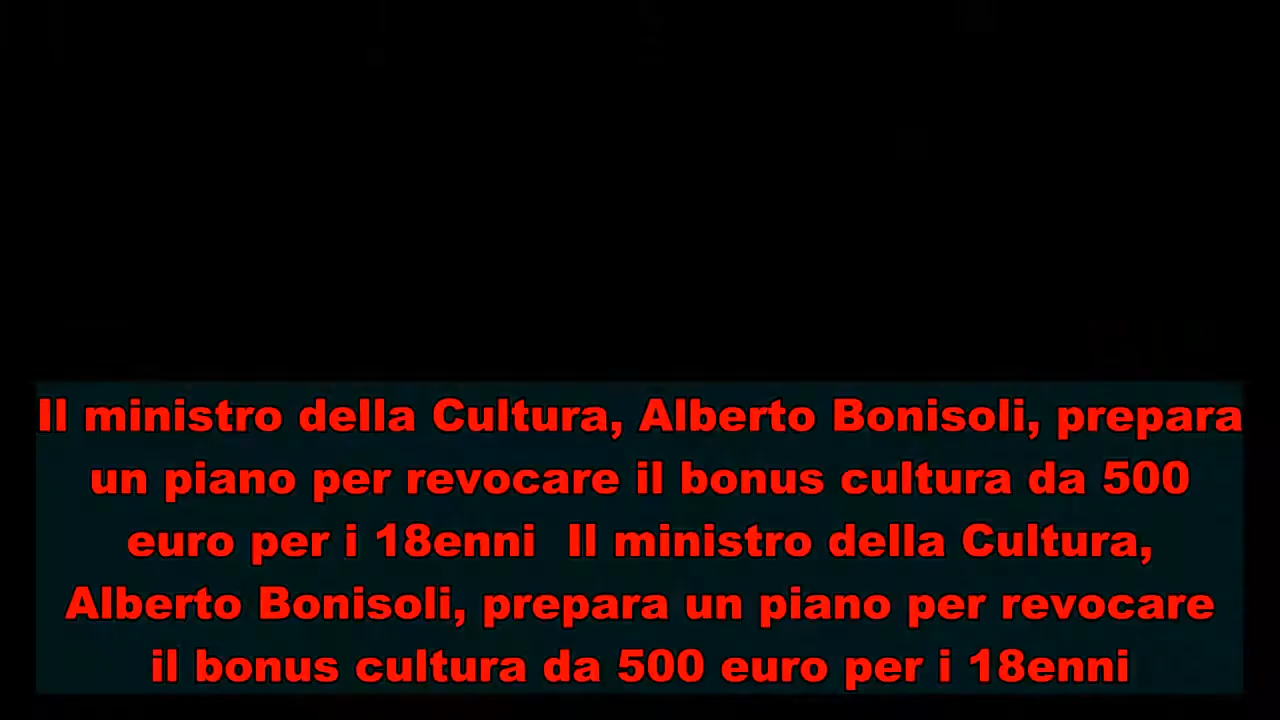 Il ministro della Cultura, Alberto Bonisoli, prepara
un piano per revocare il bonus cultura da 500
euro per i 18enni  Il ministro della Cultura,
Alberto Bonisoli, prepara un piano per revocare
il bonus cultura da 500 euro per i 18enni